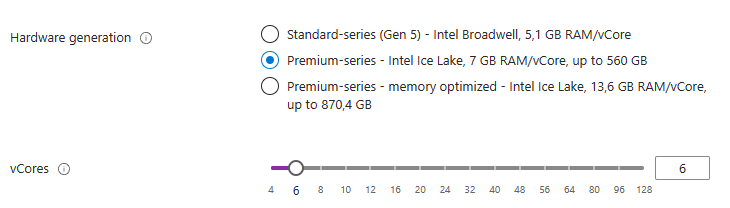 Hardware generation
Standard-series (Gen 5) - Intel Broadwell, 5,1 GB RAM/vCore
Premium-series - Intel Ice Lake, 7 GB RAM/vCore, up to 560 GB
Premium-series - memory optimized - Intel Ice Lake, 13,6 GB RAM/vCore,
up to 870,4 GB
vCores
6
4 6 8 10 12 16 20 24 32 40 48 56 64 80 96 128